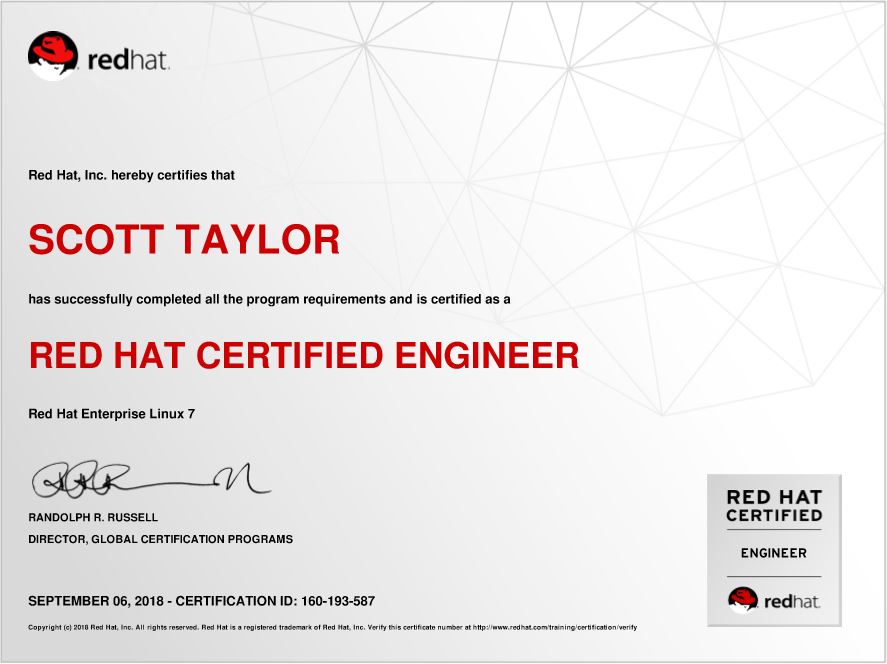 redhat.
Red Hat, Inc. hereby certifies that
SCOTT TAYLOR
has successfully completed all the program requirements and is certified as a
RED HAT CERTIFIED ENGINEER
Red Hat Enterprise Linux 7
RANDOLPH R. RUSSELL
DIRECTOR, GLOBAL CERTIFICATION PROGRAMS
SEPTEMBER 06, 2018 - CERTIFICATION ID: 160-193-587
Copyright (c) 2018 Red Hat, Inc. All rights reserved. Red Hat is a registered trademark of Red Hat, Inc. Verify this certificate number at http://www.redhat.com/training/certification/verify
RED HAT
CERTIFIED
ENGINEER
redhat.